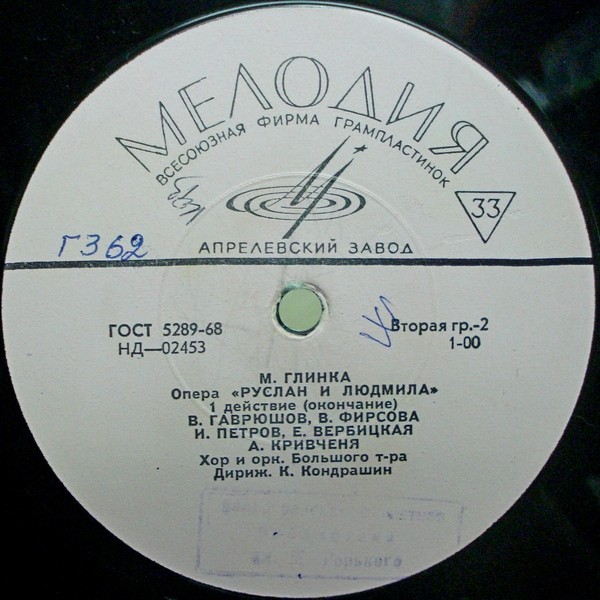 МЕЛОДИЯ
ВСЕСОЮЗНАЯ ФИРМА ГРАМПЛАСТИНОК
33
АПРЕЛЕВСКИЙ ЗАВОД
Г362
ГОСТ 5289-68
НД—02453
Вторая гр.-2
1-00
М. ГЛИНКА
Опера «РУСЛАН И ЛЮДМИЛА»
1 действие (окончание)
В. ГАВРЮШОВ, В. ФИРСОВА
И. ПЕТРОВ, Е. ВЕРБИЦКАЯ
А. КРИВЧЕНЯ
Хор и орк. Большого т-ра
Дириж. К. Кондрашин